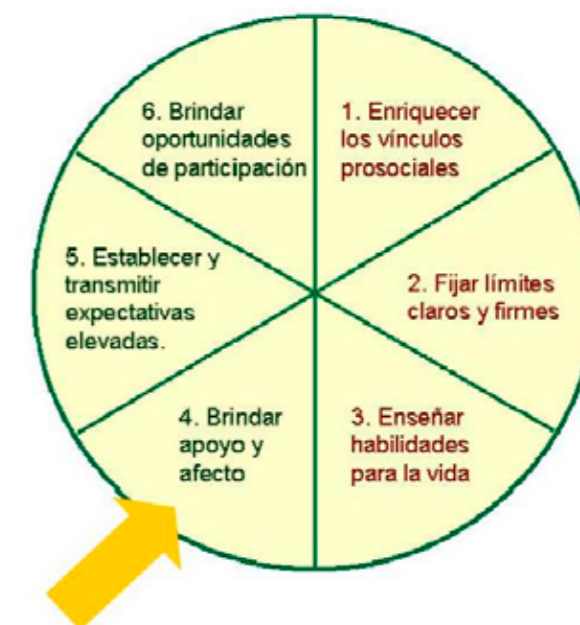 1. Enriquecer
los vínculos
prosociales
2. Fijar límites
claros y firmes
3. Enseñar
habilidades
para la vida
4. Brindar
apoyo y
afecto
5. Establecer y
transmitir
expectativas
elevadas.
6. Brindar
oportunidades
de participación